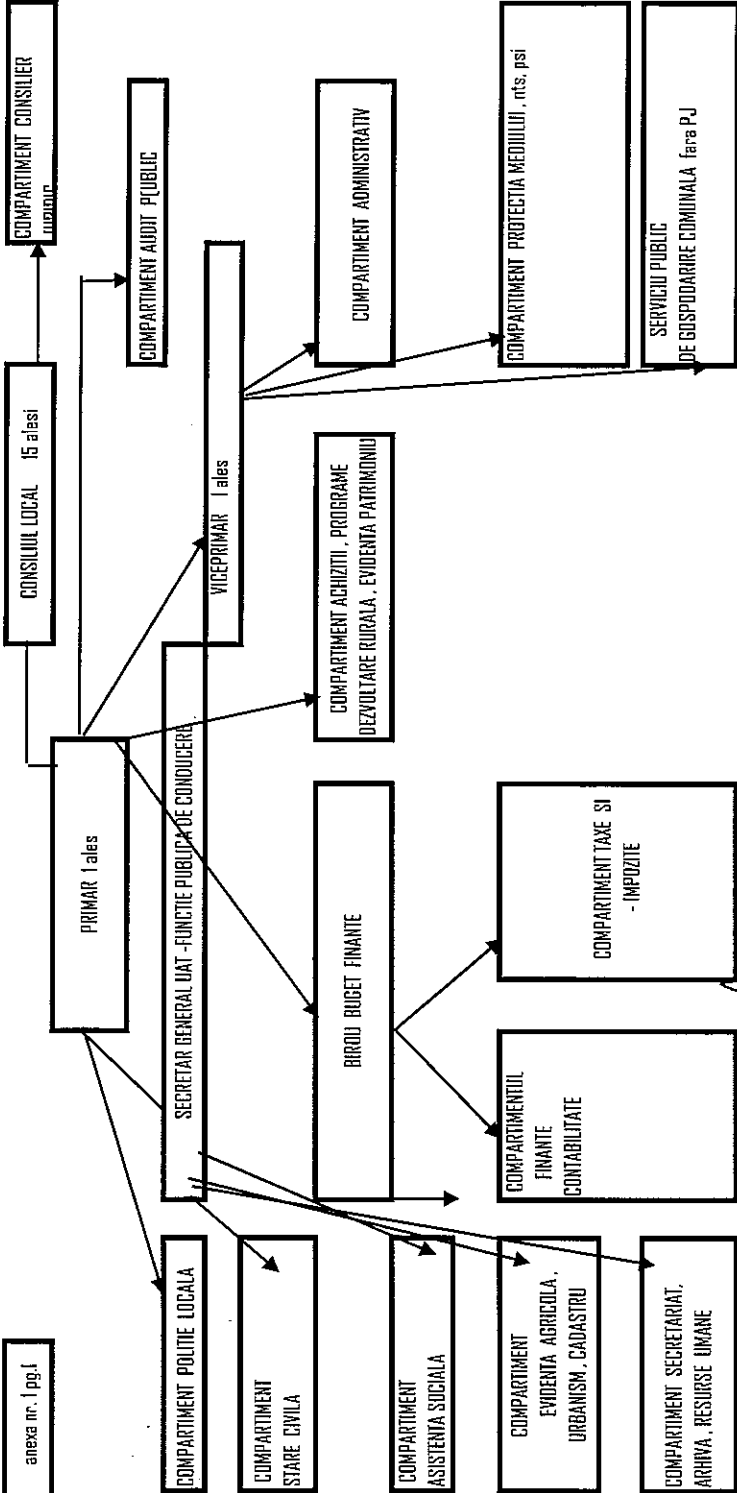 anexa nr. 1 pg.1
CONSILIUL LOCAL 15 alesi
COMPARTIMENT CONSILIER
PRIMAR 1 ales
COMPARTIMENT AUDIT P[UBLIC
COMPARTIMENT POLITIE LOCALA
SECRETAR GENERAL UAT -FUNCTIE PUBLICA DE CONDUCERE
VICEPRIMAR 1 ales
COMPARTIMENT
STARE CIVILA
COMPARTIMENT
ASISTENTA SOCIALA
BIROU BUGET FINANTE
COMPARTIMENT ACHIZITII , PROGRAME
DEZVOLTARE RURALA , EVIDENTA PATRIMONIU
COMPARTIMENT ADMINISTRATIV
COMPARTIMENT
EVIDENTA AGRICOLA ,
URBANISM , CADASTRU
COMPARTIMENTUL
FINANTE
CONTABILITATE
COMPARTIMENT TAXE SI
- IMPOZITE
COMPARTIMENT PROTECTIA MEDIULUI , nts, psi
COMPARTIMENT SECRETARIAT,
ARHIVA , RESURSE UMANE
SERVICIU PUBLIC
DE GOSPODARIRE COMUNALA fara PJ